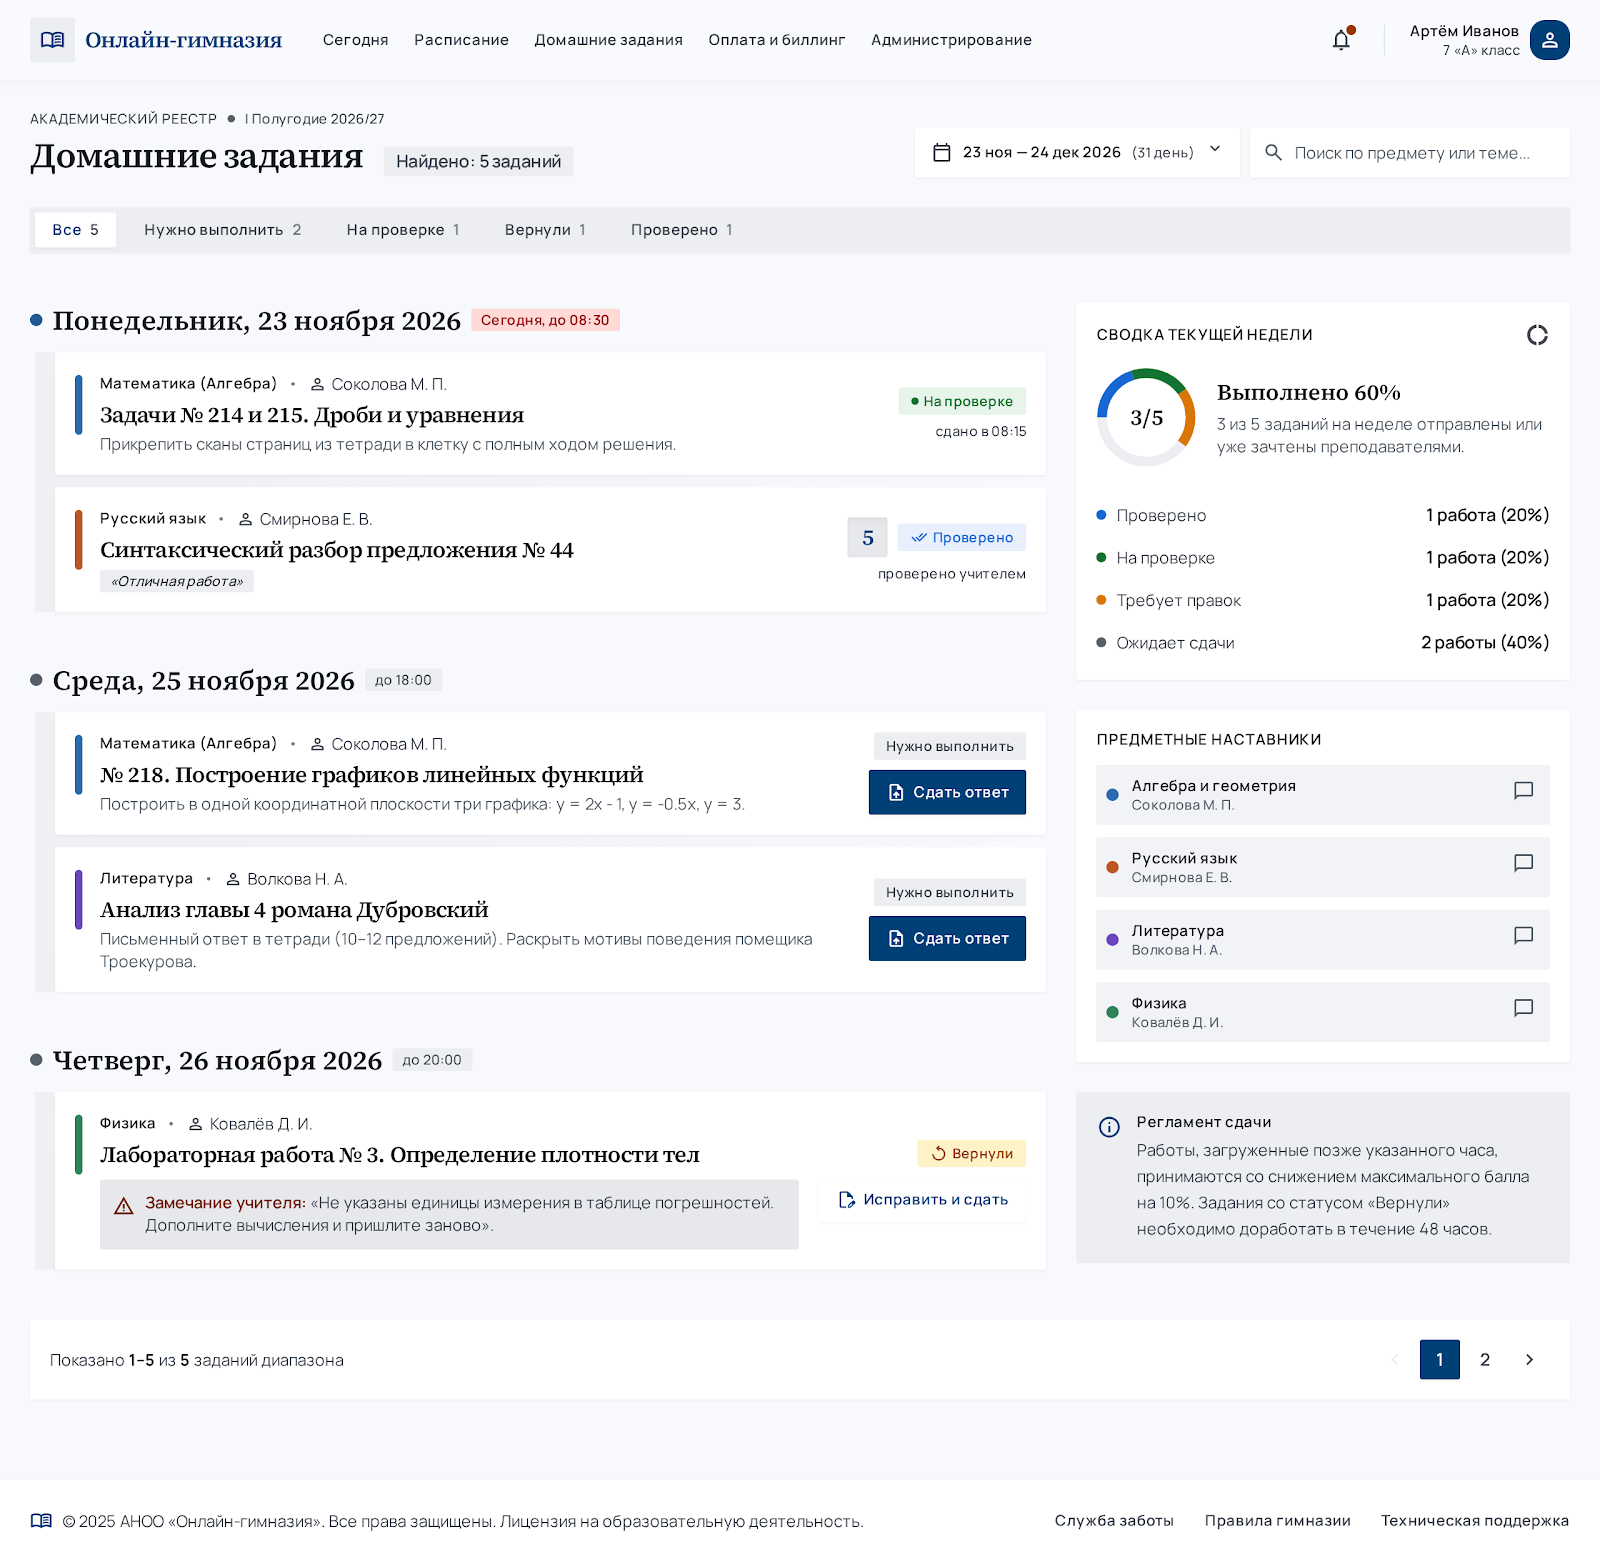 Онлайн-гимназия
Сегодня
Расписание
Домашние задания
Оплата и биллинг
Администрирование
Артём Иванов
7 «А» класс
АКАДЕМИЧЕСКИЙ РЕЕСТР
I Полугодие 2026/27
Домашние задания
Найдено: 5 заданий
23 ноя — 24 дек 2026 (31 день)
Поиск по предмету или теме...
Все 5
Нужно выполнить 2
На проверке 1
Вернули 1
Проверено 1
Понедельник, 23 ноября 2026
Сегодня, до 08:30
Математика (Алгебра) • Соколова М. П.
Задачи № 214 и 215. Дроби и уравнения
Прикрепить сканы страниц из тетради в клетку с полным ходом решения.
На проверке
сдано в 08:15
Русский язык • Смирнова Е. В.
Синтаксический разбор предложения № 44
«Отличная работа»
5
Проверено
проверено учителем
Среда, 25 ноября 2026
до 18:00
Математика (Алгебра) • Соколова М. П.
№ 218. Построение графиков линейных функций
Построить в одной координатной плоскости три графика: y = 2x - 1, y = -0.5x, y = 3.
Нужно выполнить
Сдать ответ
Литература • Волкова Н. А.
Анализ главы 4 романа Дубровский
Письменный ответ в тетради (10–12 предложений). Раскрыть мотивы поведения помещика
Троекурова.
Нужно выполнить
Сдать ответ
Четверг, 26 ноября 2026
до 20:00
Физика • Ковалёв Д. И.
Лабораторная работа № 3. Определение плотности тел
Замечание учителя: «Не указаны единицы измерения в таблице погрешностей.
Дополните вычисления и пришлите заново».
Вернули
Исправить и сдать
СВОДКА ТЕКУЩЕЙ НЕДЕЛИ
3/5
Выполнено 60%
3 из 5 заданий на неделе отправлены или
уже зачтены преподавателями.
Проверено 1 работа (20%)
На проверке 1 работа (20%)
Требует правок 1 работа (20%)
Ожидает сдачи 2 работы (40%)
ПРЕДМЕТНЫЕ НАСТАВНИКИ
Алгебра и геометрия
Соколова М. П.
Русский язык
Смирнова Е. В.
Литература
Волкова Н. А.
Физика
Ковалёв Д. И.
Регламент сдачи
Работы, загруженные позже указанного часа,
принимаются со снижением максимального балла
на 10%. Задания со статусом «Вернули»
необходимо доработать в течение 48 часов.
Показано 1–5 из 5 заданий диапазона
1
2
© 2025 АНОО «Онлайн-гимназия». Все права защищены. Лицензия на образовательную деятельность.
Служба заботы
Правила гимназии
Техническая поддержка